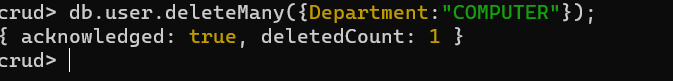 crud> db.user.deleteMany({Department:"COMPUTER"});
{ acknowledged: true, deletedCount: 1 }
crud>